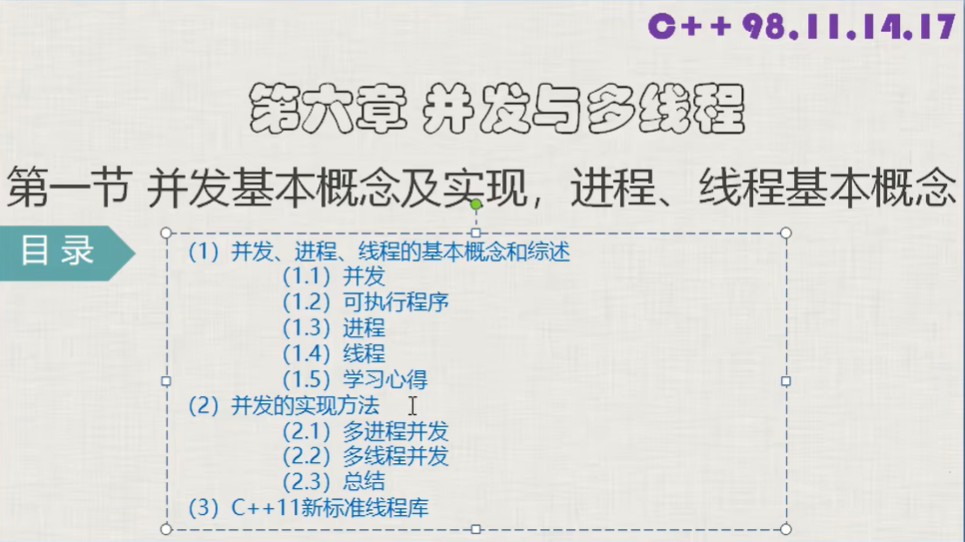 C++ 98.11.14.17
第六章 并发与多线程
第一节 并发基本概念及实现，进程、线程基本概念
目 录
（1）并发、进程、线程的基本概念和综述
（1.1）并发
（1.2）可执行程序
（1.3）进程
（1.4）线程
（1.5）学习心得
（2）并发的实现方法
（2.1）多进程并发
（2.2）多线程并发
（2.3）总结
（3）C++11新标准线程库